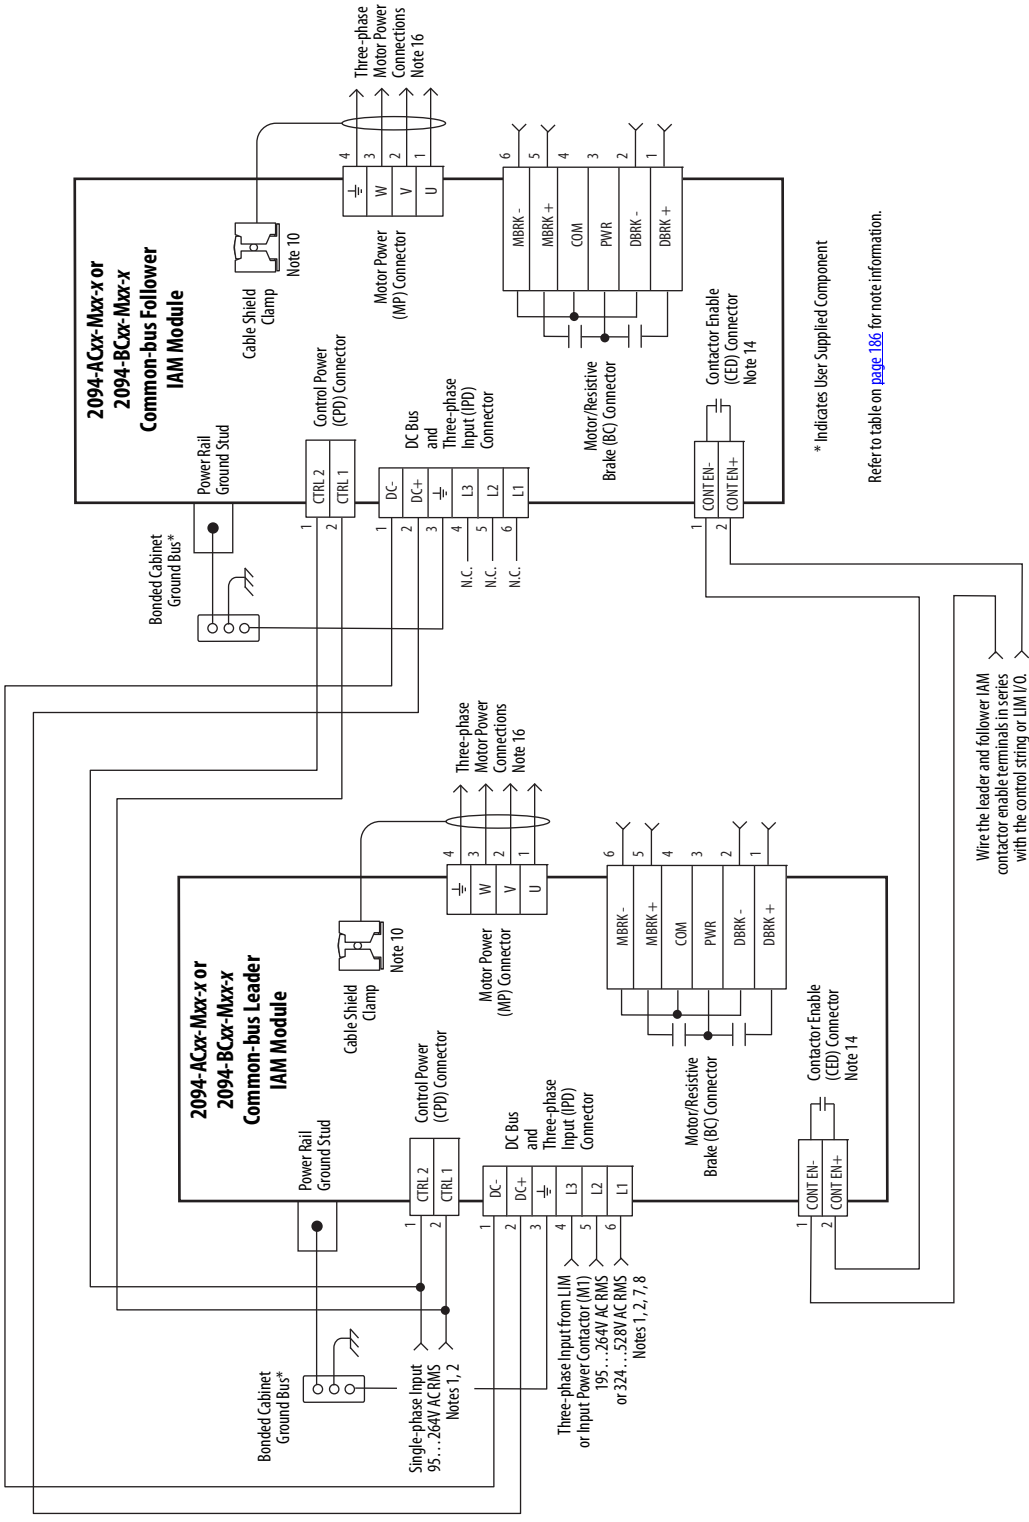 2094-ACxx-Mxx-x or
2094-BCxx-Mxx-x
Common-bus Leader
IAM Module
Bonded Cabinet
Ground Bus*
Power Rail
Ground Stud
Cable Shield
Clamp
Note 10
Single-phase Input
95…264V AC RMS
Notes 1, 2
1
2
CTRL 2
CTRL 1
Control Power
(CPD) Connector
Three-phase Input from LIM
or Input Power Contactor (M1)
195…264V AC RMS
or 324…528V AC RMS
Notes 1, 2, 7, 8
1
2
3
4
5
6
DC-
DC+
L3
L2
L1
DC Bus
and
Three-phase
Input (IPD)
Connector
Motor Power
(MP) Connector
W
V
U
4
3
2
1
Three-phase
Motor Power
Connections
Note 16
Motor/Resistive
Brake (BC) Connector
MBRK -
MBRK +
COM
PWR
DBRK -
DBRK +
6
5
4
3
2
1
1
2
CONT EN-
CONT EN+
Contactor Enable
(CED) Connector
Note 14
2094-ACxx-Mxx-x or
2094-BCxx-Mxx-x
Common-bus Follower
IAM Module
Bonded Cabinet
Ground Bus*
Power Rail
Ground Stud
Cable Shield
Clamp
Note 10
1
2
CTRL 2
CTRL 1
Control Power
(CPD) Connector
N.C.
N.C.
N.C.
1
2
3
4
5
6
DC-
DC+
L3
L2
L1
DC Bus
and
Three-phase
Input (IPD)
Connector
Motor Power
(MP) Connector
W
V
U
4
3
2
1
Three-phase
Motor Power
Connections
Note 16
Motor/Resistive
Brake (BC) Connector
MBRK -
MBRK +
COM
PWR
DBRK -
DBRK +
6
5
4
3
2
1
1
2
CONT EN-
CONT EN+
Contactor Enable
(CED) Connector
Note 14
* Indicates User Supplied Component
Refer to table on page 186 for note information.
Wire the leader and follower IAM
contactor enable terminals in series
with the control string or LIM I/O.